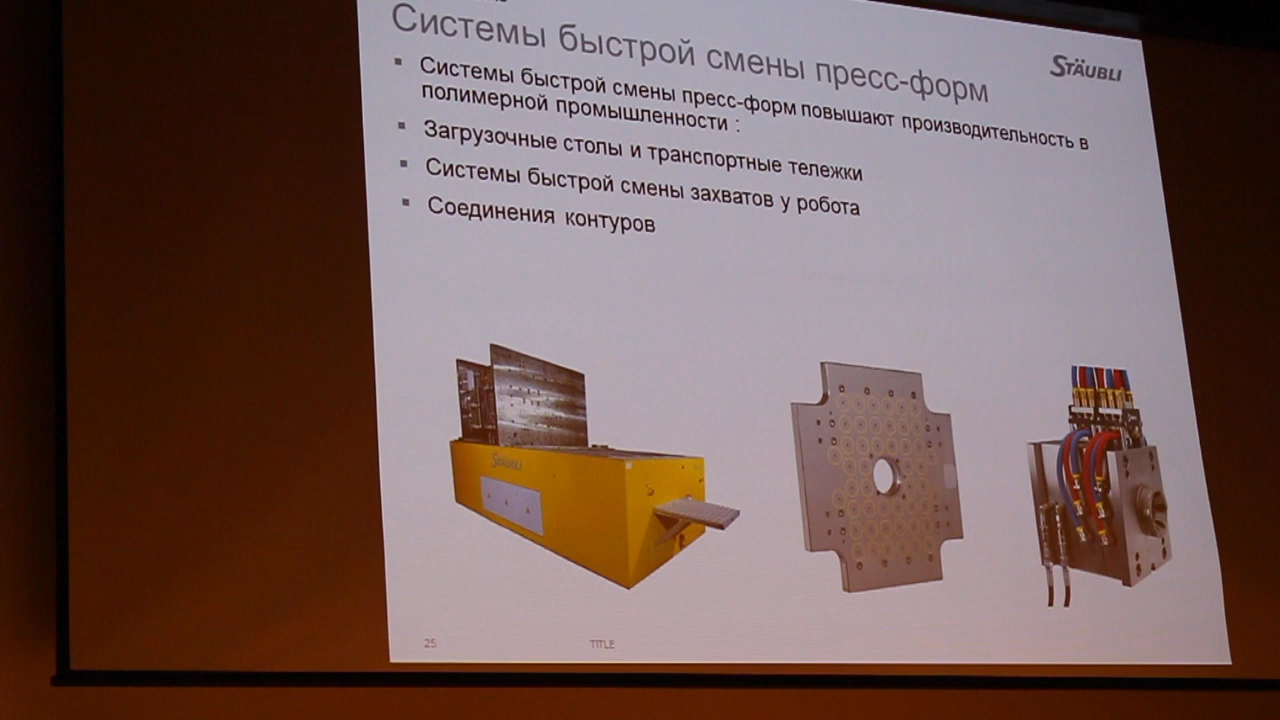 Системы быстрой смены пресс-форм
STÄUBLI
▪ Системы быстрой смены пресс-форм повышают производительность в
полимерной промышленности :
▪ Загрузочные столы и транспортные тележки
▪ Системы быстрой смены захватов у робота
▪ Соединения контуров
STÄUBLI
25
TITLE